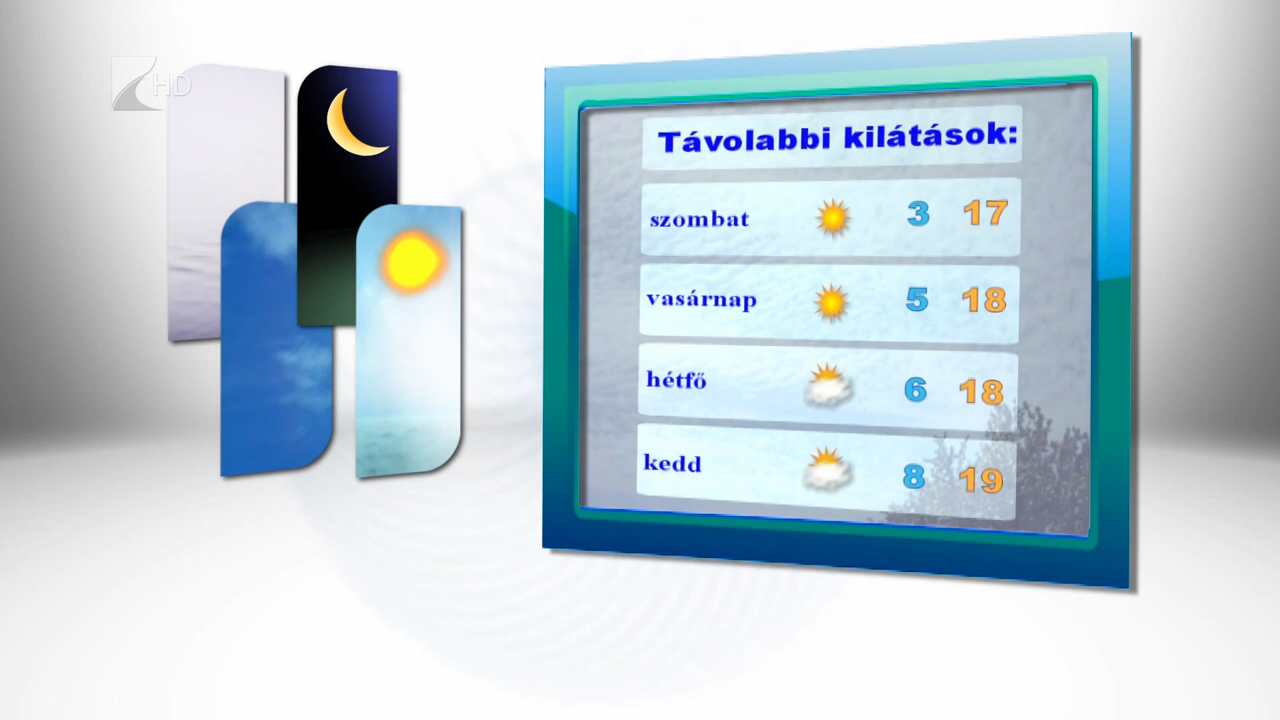 HD
Távolabbi kilátások:
szombat 3 17
vasárnap 5 18
hétfő 6 18
kedd 8 19